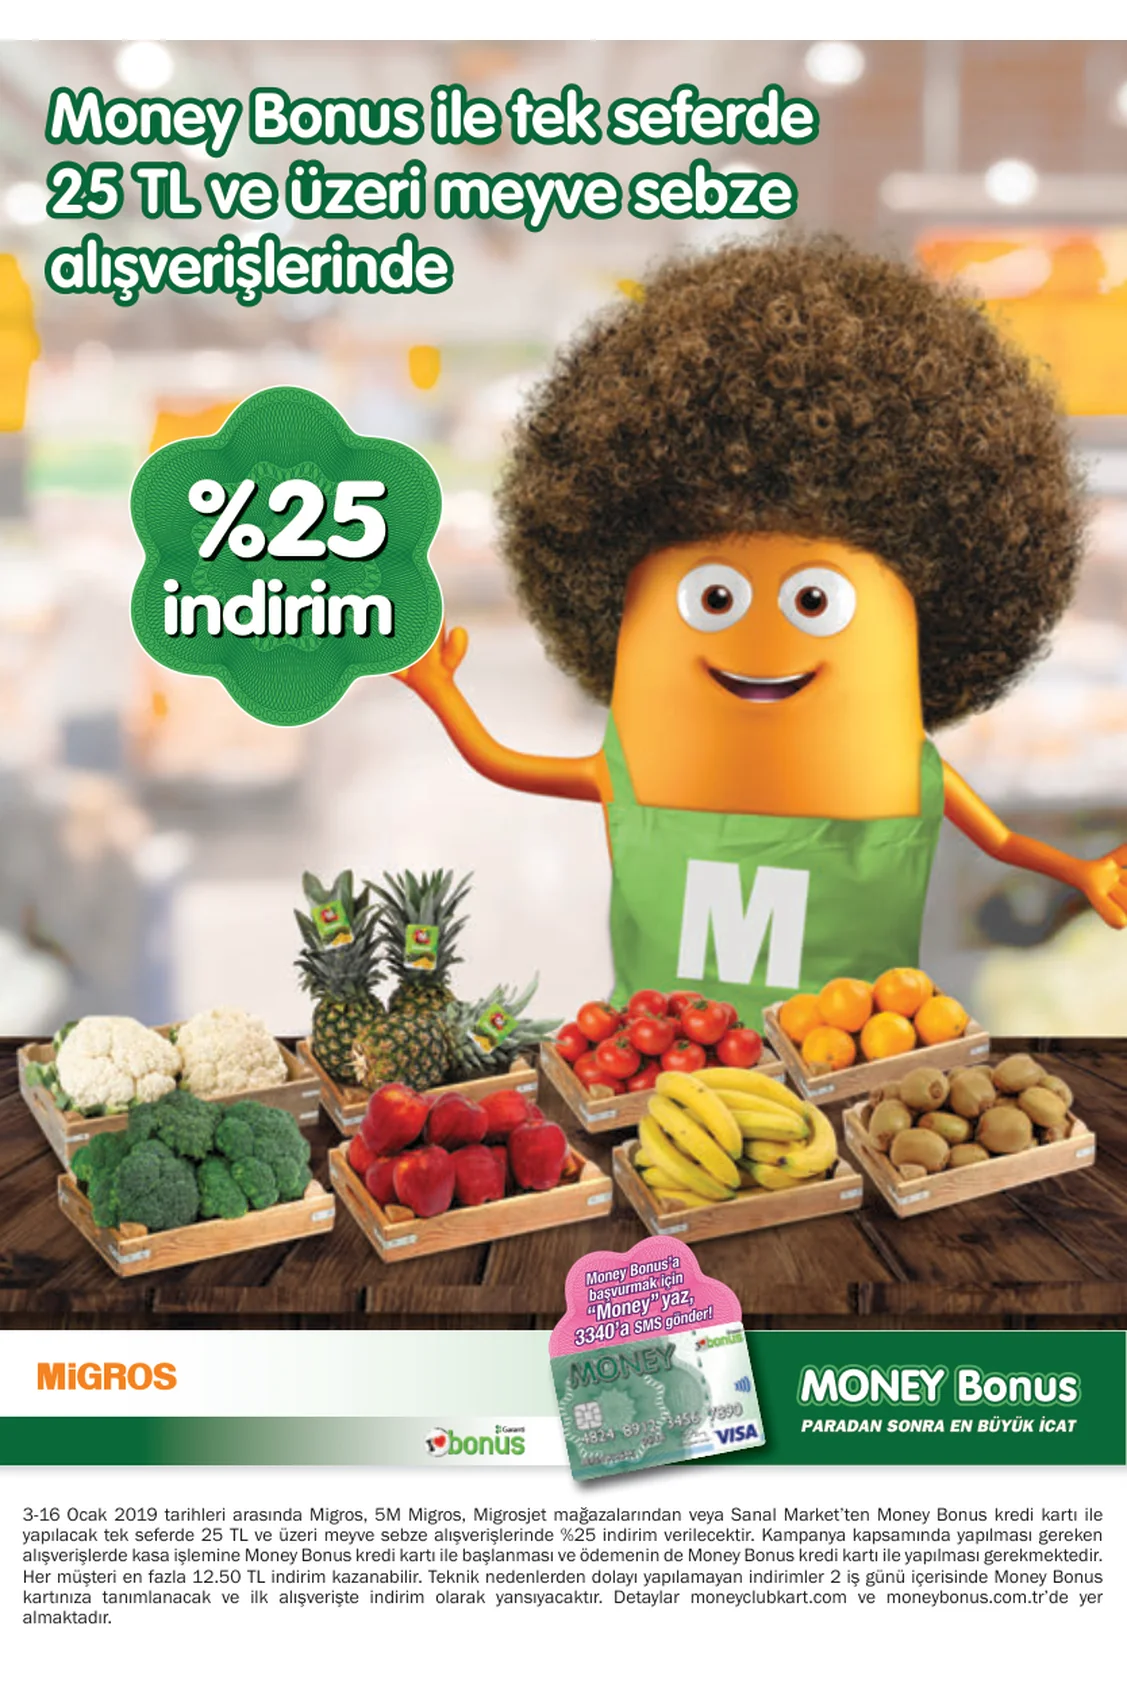 Money Bonus ile tek seferde
25 TL ve üzeri meyve sebze
alışverişlerinde
%25
indirim
M
Money Bonus'a
başvurmak için
“Money” yaz,
3340'a SMS gönder!
MONEY
bonus
4824 8912 3456 7890
VISA
MiGROS
Garanti
bonus
MONEY Bonus
PARADAN SONRA EN BÜYÜK İCAT
3-16 Ocak 2019 tarihleri arasında Migros, 5M Migros, Migrosjet mağazalarından veya Sanal Market'ten Money Bonus kredi kartı ile
yapılacak tek seferde 25 TL ve üzeri meyve sebze alışverişlerinde %25 indirim verilecektir. Kampanya kapsamında yapılması gereken
alışverişlerde kasa işlemine Money Bonus kredi kartı ile başlanması ve ödemenin de Money Bonus kredi kartı ile yapılması gerekmektedir.
Her müşteri en fazla 12.50 TL indirim kazanabilir. Teknik nedenlerden dolayı yapılamayan indirimler 2 iş günü içerisinde Money Bonus
kartınıza tanımlanacak ve ilk alışverişte indirim olarak yansıyacaktır. Detaylar moneyclubkart.com ve moneybonus.com.tr'de yer
almaktadır.